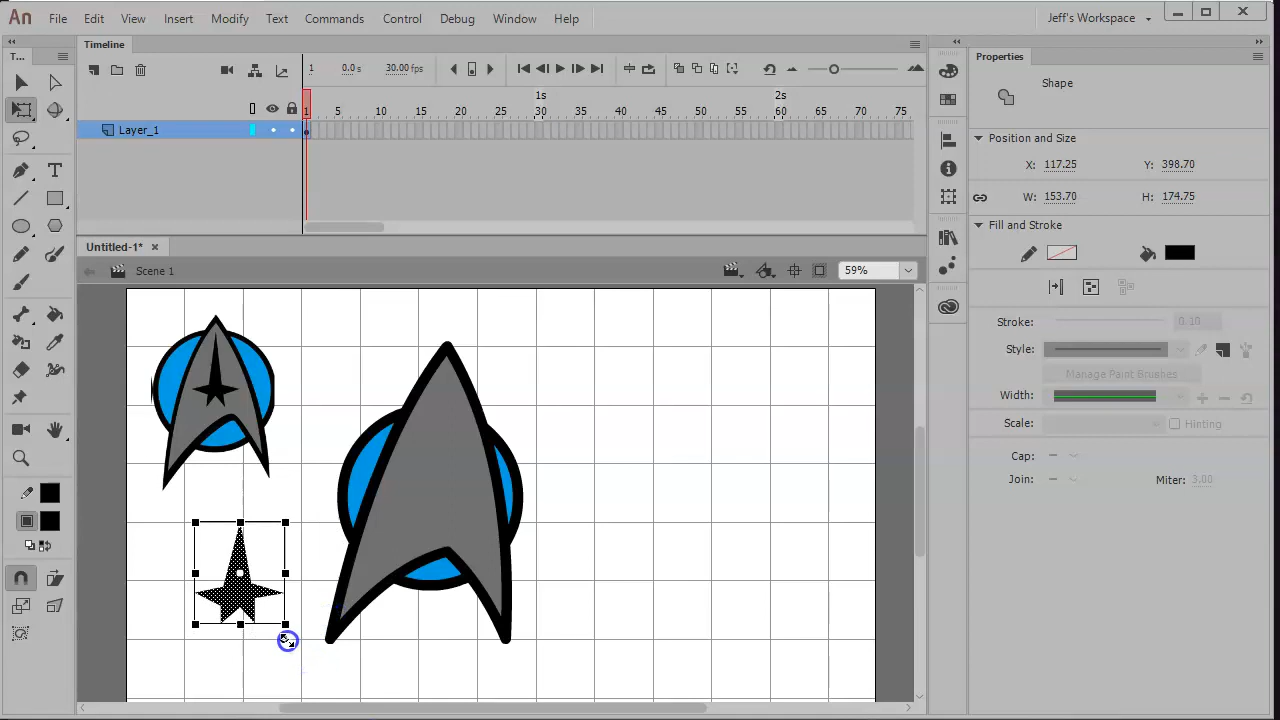 An File Edit View Insert Modify Text Commands Control Debug Window Help Jeff's Workspace
T... Timeline Properties
1 0.0 s 30.00 fps Shape
1s 2s
1 5 10 15 20 25 30 35 40 45 50 55 60 65 70 75
Layer_1 Position and Size
X: 117.25 Y: 398.70
W: 153.70 H: 174.75
Fill and Stroke
Untitled-1*
Scene 1 59%
Stroke: 0.10
Style:
Manage Paint Brushes
Width:
Scale: Hinting
Cap:
Join: Miter: 3.00